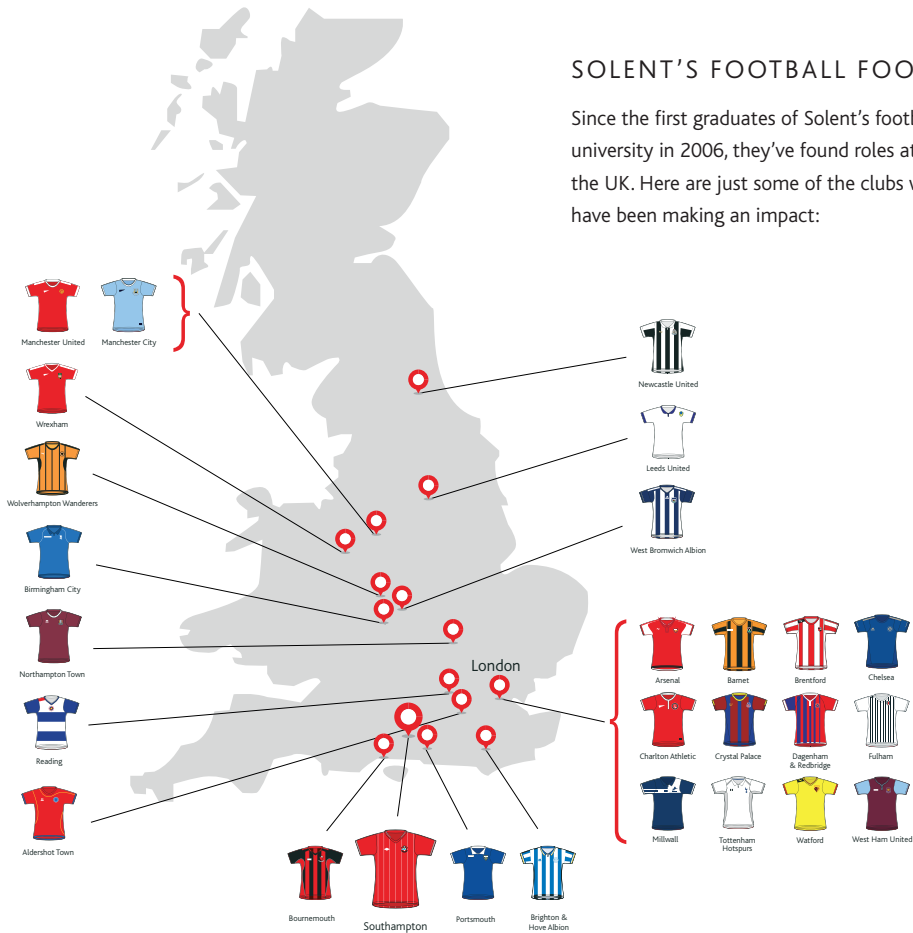 SOLENT'S FOOTBALL FOO
Since the first graduates of Solent's footb
university in 2006, they've found roles at
the UK. Here are just some of the clubs w
have been making an impact:
Manchester United
Manchester City
Wrexham
Wolverhampton Wanderers
Birmingham City
Northampton Town
Reading
Aldershot Town
Newcastle United
Leeds United
West Bromwich Albion
London
Arsenal
Barnet
Brentford
Chelsea
Charlton Athletic
Crystal Palace
Dagenham
& Redbridge
Fulham
Millwall
Tottenham
Hotspurs
Watford
West Ham United
Bournemouth
Southampton
Portsmouth
Brighton &
Hove Albion